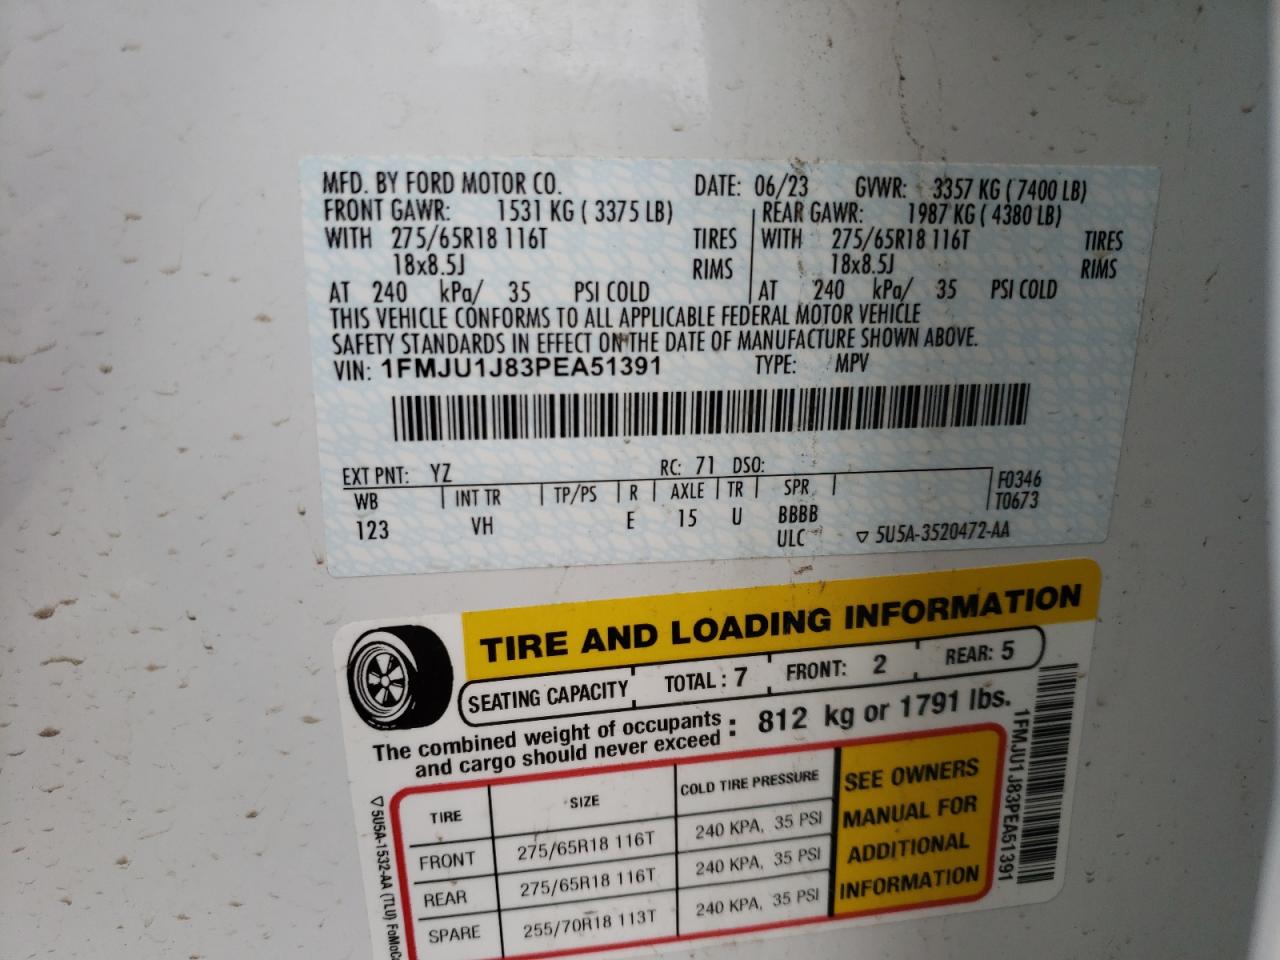 MFD. BY FORD MOTOR CO. DATE: 06/23 GVWR: 3357 KG ( 7400 LB)
FRONT GAWR: 1531 KG ( 3375 LB) REAR GAWR: 1987 KG ( 4380 LB)
WITH 275/65R18 116T TIRES WITH 275/65R18 116T TIRES
18x8.5J RIMS 18x8.5J RIMS
AT 240 kPa/ 35 PSI COLD AT 240 kPa/ 35 PSI COLD
THIS VEHICLE CONFORMS TO ALL APPLICABLE FEDERAL MOTOR VEHICLE
SAFETY STANDARDS IN EFFECT ON THE DATE OF MANUFACTURE SHOWN ABOVE.
VIN: 1FMJU1J83PEA51391 TYPE: MPV
EXT PNT: YZ RC: 71 DSO:
WB INT TR TP/PS R AXLE TR SPR F0346
T0673
123 VH E 15 U BBBB
ULC ▽ 5U5A-3520472-AA
TIRE AND LOADING INFORMATION
SEATING CAPACITY TOTAL : 7 FRONT: 2 REAR: 5
The combined weight of occupants
and cargo should never exceed : 812 kg or 1791 lbs.
TIRE SIZE COLD TIRE PRESSURE
FRONT 275/65R18 116T 240 KPA, 35 PSI
REAR 275/65R18 116T 240 KPA, 35 PSI
SPARE 255/70R18 113T 240 KPA, 35 PSI
SEE OWNERS
MANUAL FOR
ADDITIONAL
INFORMATION
1FMJU1J83PEA51391
▽ 5U5A-1532-AA (TLU) FoMoCo